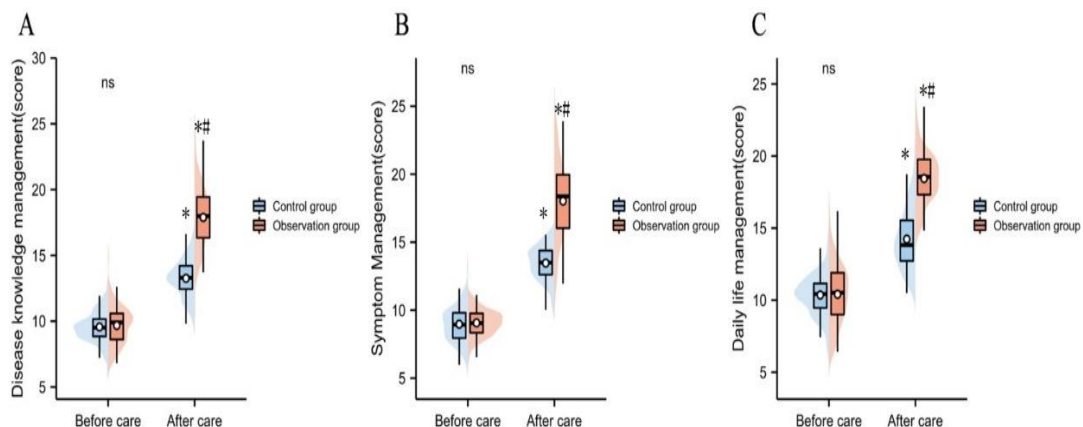 A
Disease knowledge management(score)
30
25
20
15
10
5
ns
*
*#
Before care
After care
Control group
Observation group
B
Symptom Management(score)
25
20
15
10
5
ns
*
*#
Before care
After care
Control group
Observation group
C
Daily life management(score)
25
20
15
10
5
ns
*
*#
Before care
After care
Control group
Observation group